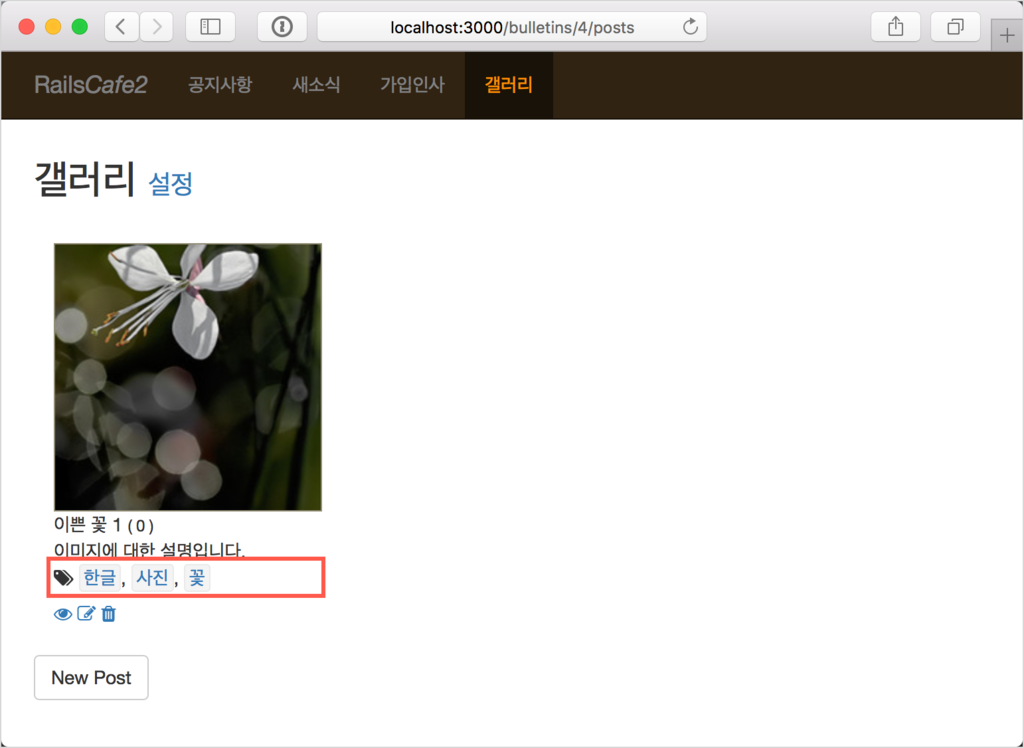 localhost:3000/bulletins/4/posts
RailsCafe2 공지사항 새소식 가입인사 갤러리
갤러리 설정
이쁜 꽃 1 ( 0 )
이미지에 대한 설명입니다.
한글 , 사진 , 꽃
New Post